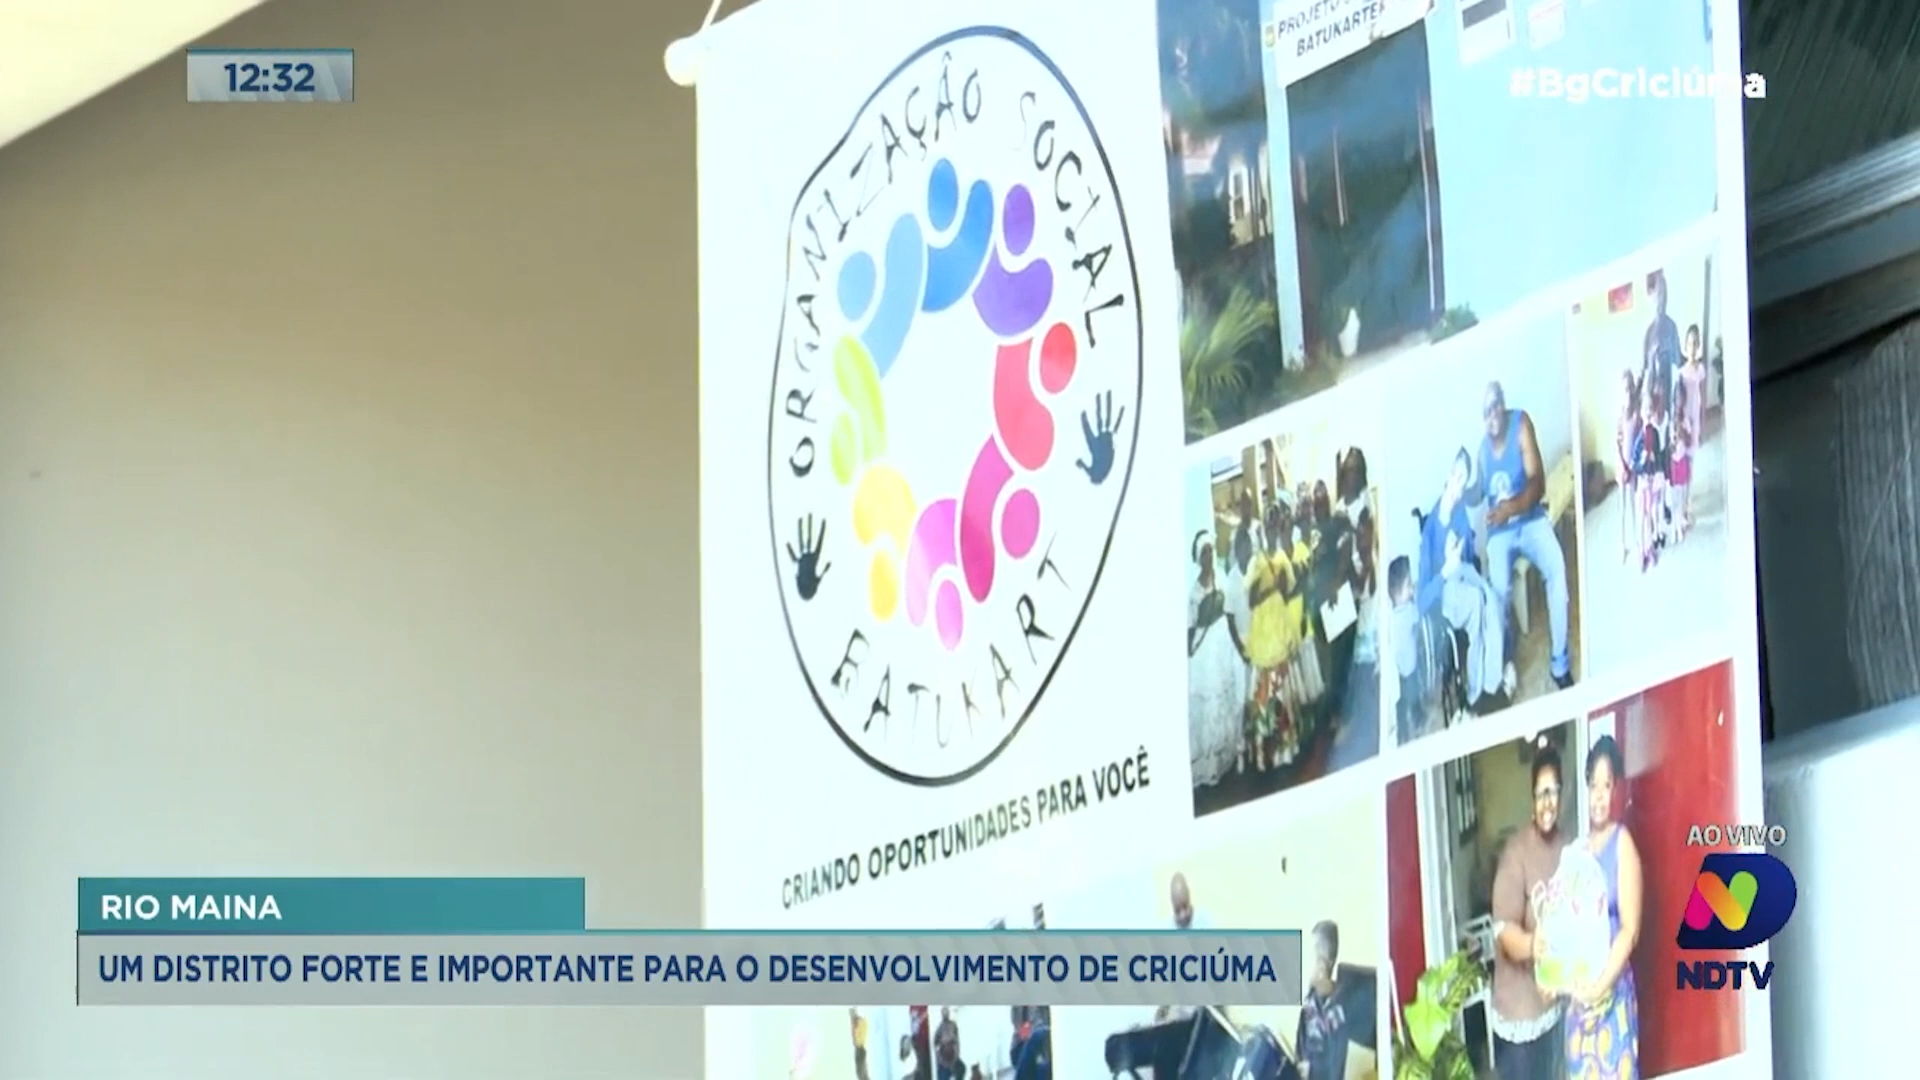 12:32
#BgCriciúma
PROJETO
BATUKARTE
ORGANIZAÇÃO SOCIAL
BATUKART
CRIANDO OPORTUNIDADES PARA VOCÊ
AO VIVO
NDTV
RIO MAINA
UM DISTRITO FORTE E IMPORTANTE PARA O DESENVOLVIMENTO DE CRICIÚMA